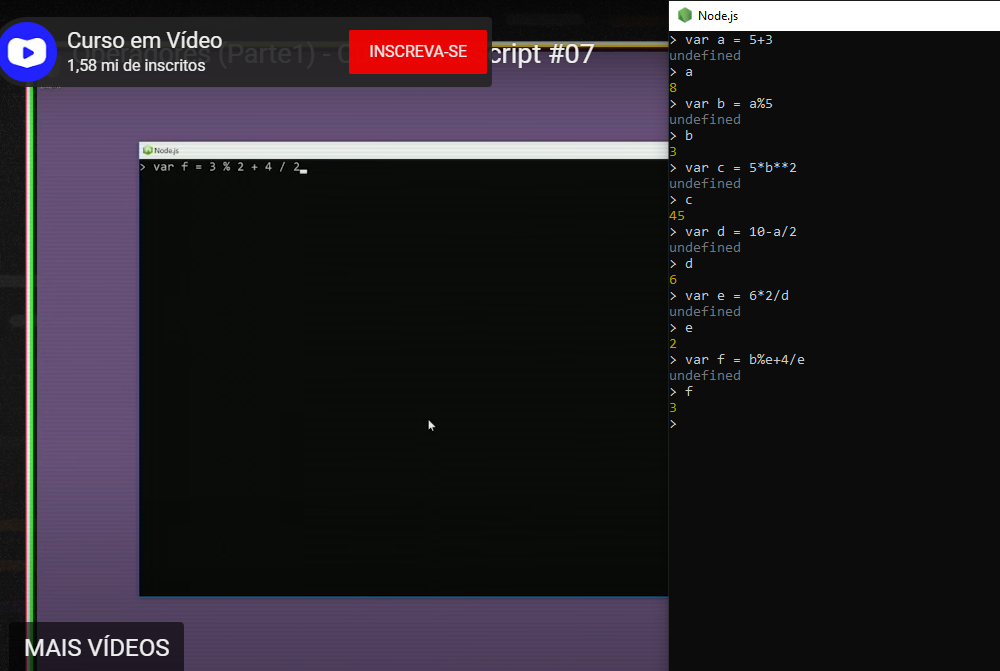 Curso em Vídeo
1,58 mi de inscritos
INSCREVA-SE
Operadores (Parte1) - C
cript #07
Node.js
> var f = 3 % 2 + 4 / 2
MAIS VÍDEOS
Node.js
> var a = 5+3
undefined
> a
8
> var b = a%5
undefined
> b
3
> var c = 5*b**2
undefined
> c
45
> var d = 10-a/2
undefined
> d
6
> var e = 6*2/d
undefined
> e
2
> var f = b%e+4/e
undefined
> f
3
>